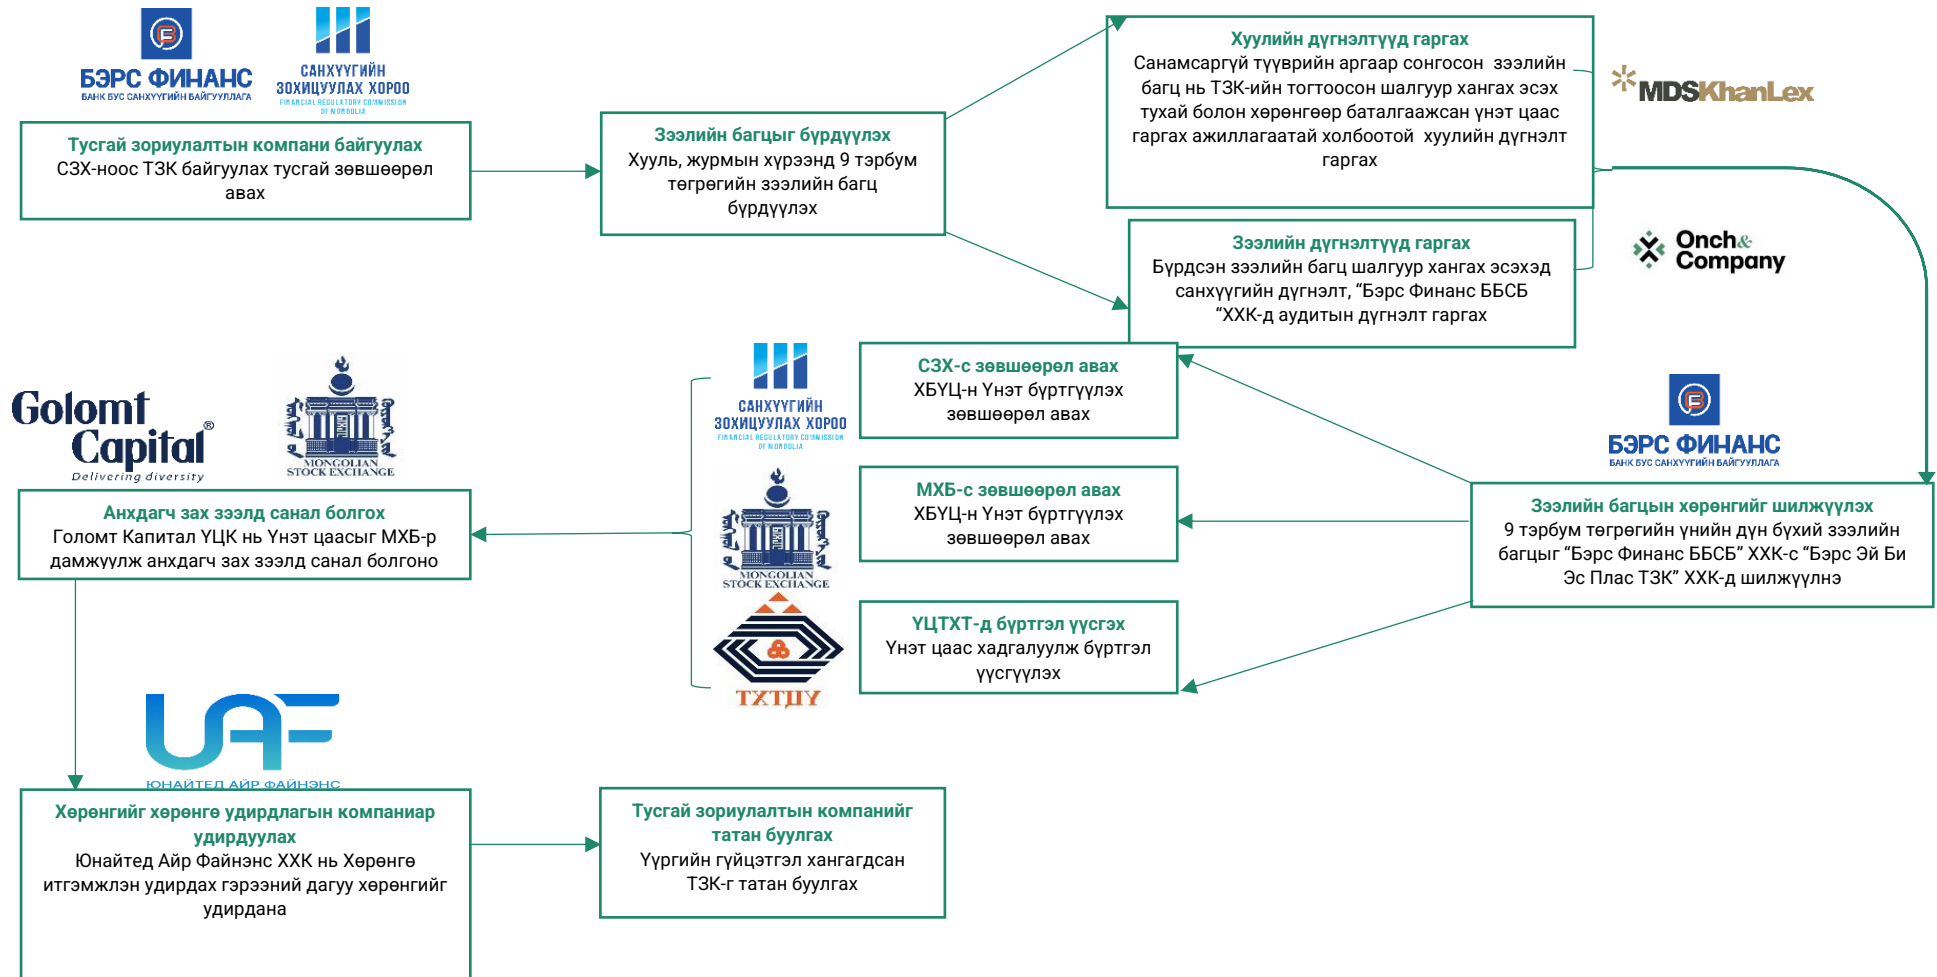 БЭРС ФИНАНС
БАНК БУС САНХҮҮГИЙН БАЙГУУЛЛАГА
САНХҮҮГИЙН
ЗОХИЦУУЛАХ ХОРОО
FINANCIAL REGULATORY COMMISSION
OF MONGOLIA
Тусгай зориулалтын компани байгуулах
СЗХ-ноос ТЗК байгуулах тусгай зөвшөөрөл
авах
Зээлийн багцыг бүрдүүлэх
Хууль, журмын хүрээнд 9 тэрбум
төгрөгийн зээлийн багц
бүрдүүлэх
Хуулийн дүгнэлтүүд гаргах
Санамсаргүй түүврийн аргаар сонгосон зээлийн
багц нь ТЗК-ийн тогтоосон шалгуур хангах эсэх
тухай болон хөрөнгөөр баталгаажсан үнэт цаас
гаргах ажиллагаатай холбоотой хуулийн дүгнэлт
гаргах
MDSKhanLex
Зээлийн дүгнэлтүүд гаргах
Бүрдсэн зээлийн багц шалгуур хангах эсэхэд
санхүүгийн дүгнэлт, “Бэрс Финанс ББСБ
“ХХК-д аудитын дүгнэлт гаргах
Onch&
Company
БЭРС ФИНАНС
БАНК БУС САНХҮҮГИЙН БАЙГУУЛЛАГА
Зээлийн багцын хөрөнгийг шилжүүлэх
9 тэрбум төгрөгийн үнийн дүн бүхий зээлийн
багцыг “Бэрс Финанс ББСБ” ХХК-с “Бэрс Эй Би
Эс Плас ТЗК” ХХК-д шилжүүлнэ
САНХҮҮГИЙН
ЗОХИЦУУЛАХ ХОРОО
FINANCIAL REGULATORY COMMISSION
OF MONGOLIA
СЗХ-с зөвшөөрөл авах
ХБҮЦ-н Үнэт бүртгүүлэх
зөвшөөрөл авах
MONGOLIAN
STOCK EXCHANGE
МХБ-с зөвшөөрөл авах
ХБҮЦ-н Үнэт бүртгүүлэх
зөвшөөрөл авах
ТХТЦҮ
ҮЦТХТ-д бүртгэл үүсгэх
Үнэт цаас хадгалуулж бүртгэл
үүсгүүлэх
Golomt
Capital®
Delivering diversity
MONGOLIAN
STOCK EXCHANGE
Анхдагч зах зээлд санал болгох
Голомт Капитал ҮЦК нь Үнэт цаасыг МХБ-р
дамжуулж анхдагч зах зээлд санал болгоно
UAF
ЮНАЙТЕД АЙР ФАЙНЭНС
Хөрөнгийг хөрөнгө удирдлагын компаниар
удирдуулах
Юнайтед Айр Файнэнс ХХК нь Хөрөнгө
итгэмжлэн удирдах гэрээний дагуу хөрөнгийг
удирдана
Тусгай зориулалтын компанийг
татан буулгах
Үүргийн гүйцэтгэл хангагдсан
ТЗК-г татан буулгах